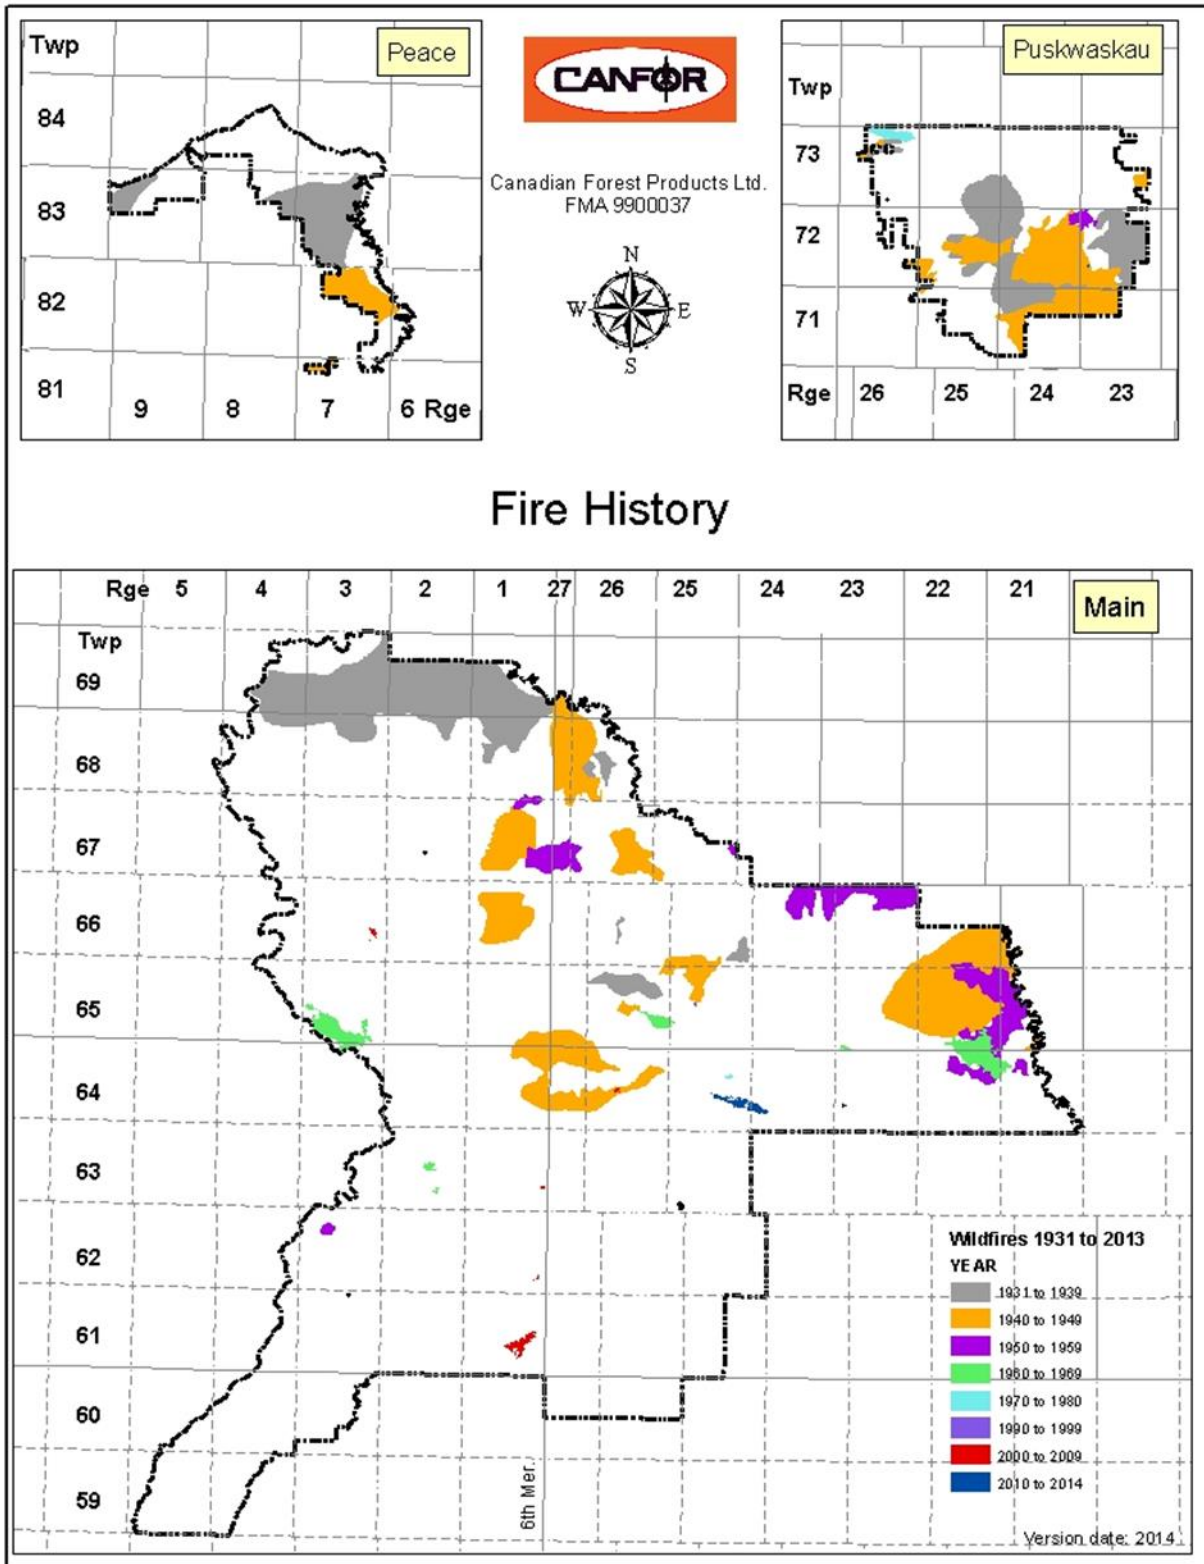 Twp
Peace
84
83
82
81
9 8 7 6 Rge
CANFOR
Canadian Forest Products Ltd.
FMA 9900037
N
W E
S
Puskwaskau
Twp
73
72
71
Rge 26 25 24 23
Fire History
Rge 5 4 3 2 1 27 26 25 24 23 22 21
Main
Twp
69
68
67
66
65
64
63
62
61
60
59
6th Mer.
Wildfires 1931 to 2013
YEAR
1931 to 1939
1940 to 1949
1950 to 1959
1960 to 1969
1970 to 1980
1990 to 1999
2000 to 2009
2010 to 2014
Version date: 2014